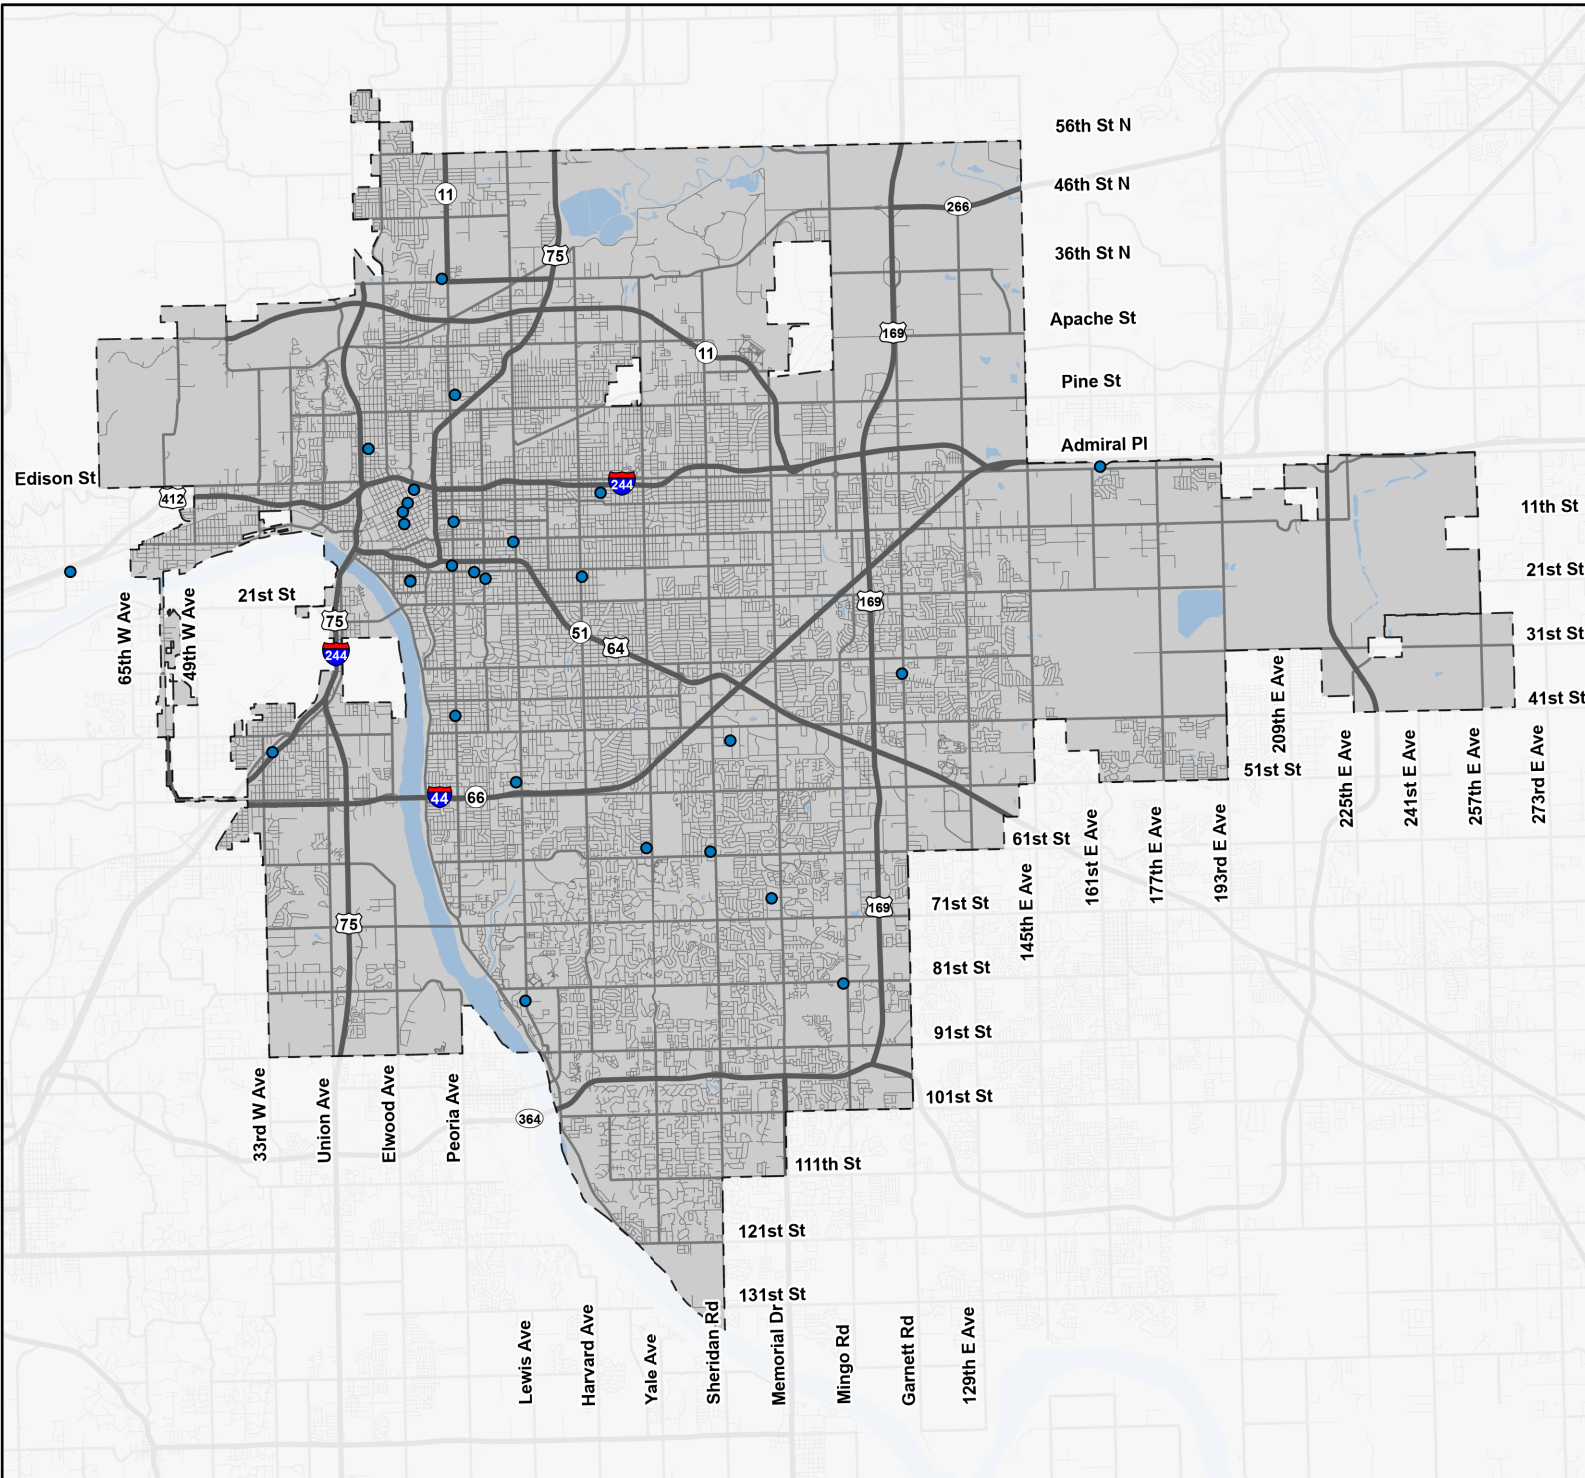 56th St N
46th St N
11
266
36th St N
75
Apache St
169
11
Pine St
Admiral Pl
Edison St
244
412
11th St
21st St
21st St
169
75
51
31st St
64
244
65th W Ave
49th W Ave
209th E Ave
41st St
51st St
44
66
225th E Ave
241st E Ave
257th E Ave
273rd E Ave
61st St
161st E Ave
177th E Ave
193rd E Ave
145th E Ave
71st St
169
75
81st St
91st St
101st St
33rd W Ave
Union Ave
Elwood Ave
Peoria Ave
364
111th St
121st St
131st St
Lewis Ave
Harvard Ave
Yale Ave
Sheridan Rd
Memorial Dr
Mingo Rd
Garnett Rd
129th E Ave